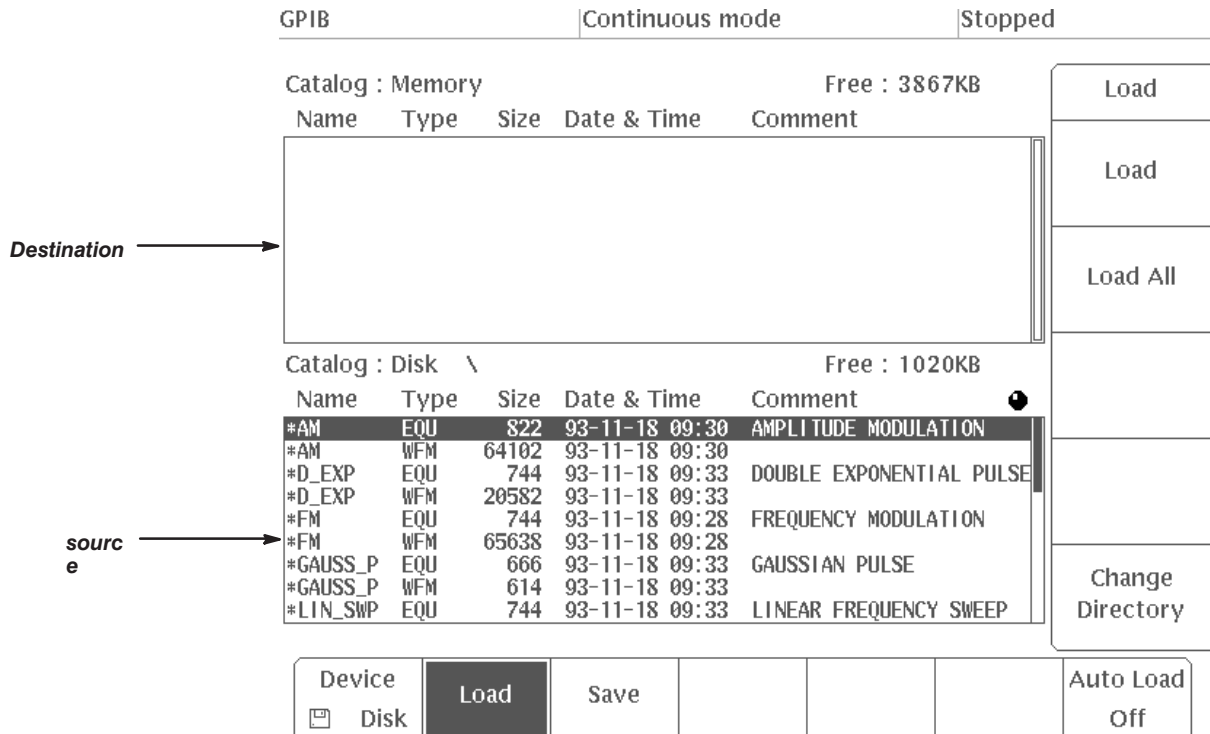 GPIB Continuous mode Stopped
Catalog : Memory Free : 3867KB
Name Type Size Date & Time Comment
Destination
Catalog : Disk \ Free : 1020KB
Name Type Size Date & Time Comment
*AM EQU 822 93-11-18 09:30 AMPLITUDE MODULATION
*AM WFM 64102 93-11-18 09:30
*D_EXP EQU 744 93-11-18 09:33 DOUBLE EXPONENTIAL PULSE
*D_EXP WFM 20582 93-11-18 09:33
*FM EQU 744 93-11-18 09:28 FREQUENCY MODULATION
*FM WFM 65638 93-11-18 09:28
*GAUSS_P EQU 666 93-11-18 09:33 GAUSSIAN PULSE
*GAUSS_P WFM 614 93-11-18 09:33
*LIN_SWP EQU 744 93-11-18 09:33 LINEAR FREQUENCY SWEEP
sourc
e
Load
Load
Load All
Change
Directory
Device
Disk
Load
Save
Auto Load
Off